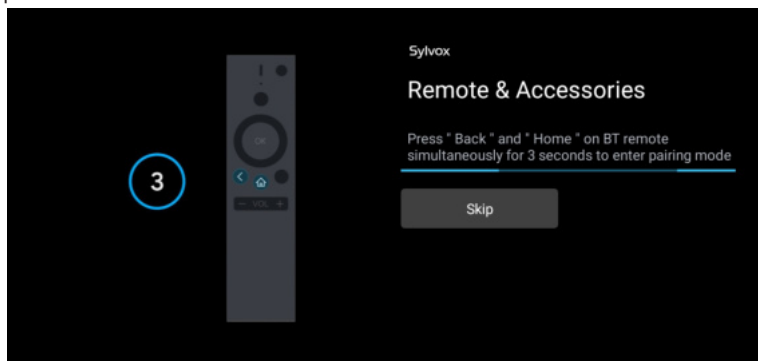 Sylvox
Remote & Accessories
Press " Back " and " Home " on BT remote
simultaneously for 3 seconds to enter pairing mode
3
OK
− VOL +
Skip